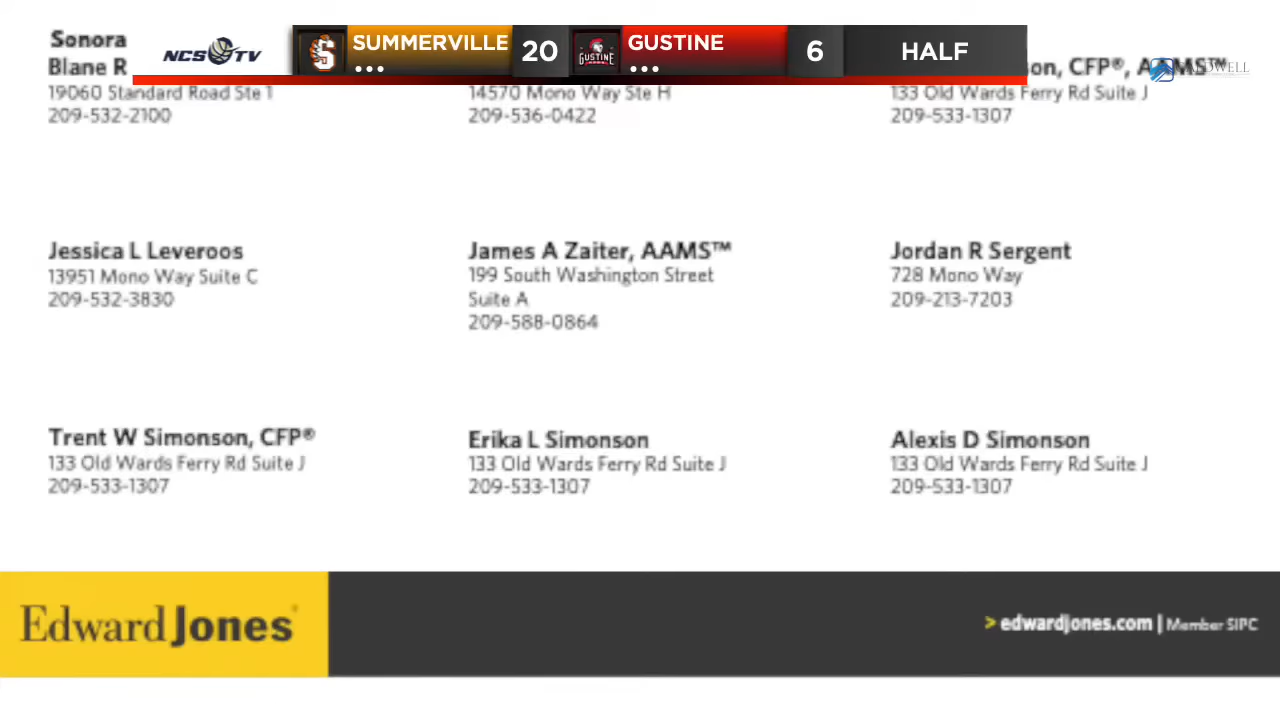 Sonora
Blane R
NCS TV
SUMMERVILLE 20
GUSTINE 6
HALF
19060 Standard Road Ste 1
209-532-2100
14570 Mono Way Ste H
209-536-0422
on, CFP®, AAMS™
133 Old Wards Ferry Rd Suite J
209-533-1307
Jessica L Leveroos
13951 Mono Way Suite C
209-532-3830
James A Zaiter, AAMS™
199 South Washington Street
Suite A
209-588-0864
Jordan R Sergent
728 Mono Way
209-213-7203
Trent W Simonson, CFP®
133 Old Wards Ferry Rd Suite J
209-533-1307
Erika L Simonson
133 Old Wards Ferry Rd Suite J
209-533-1307
Alexis D Simonson
133 Old Wards Ferry Rd Suite J
209-533-1307
Edward Jones®
> edwardjones.com | Member SIPC